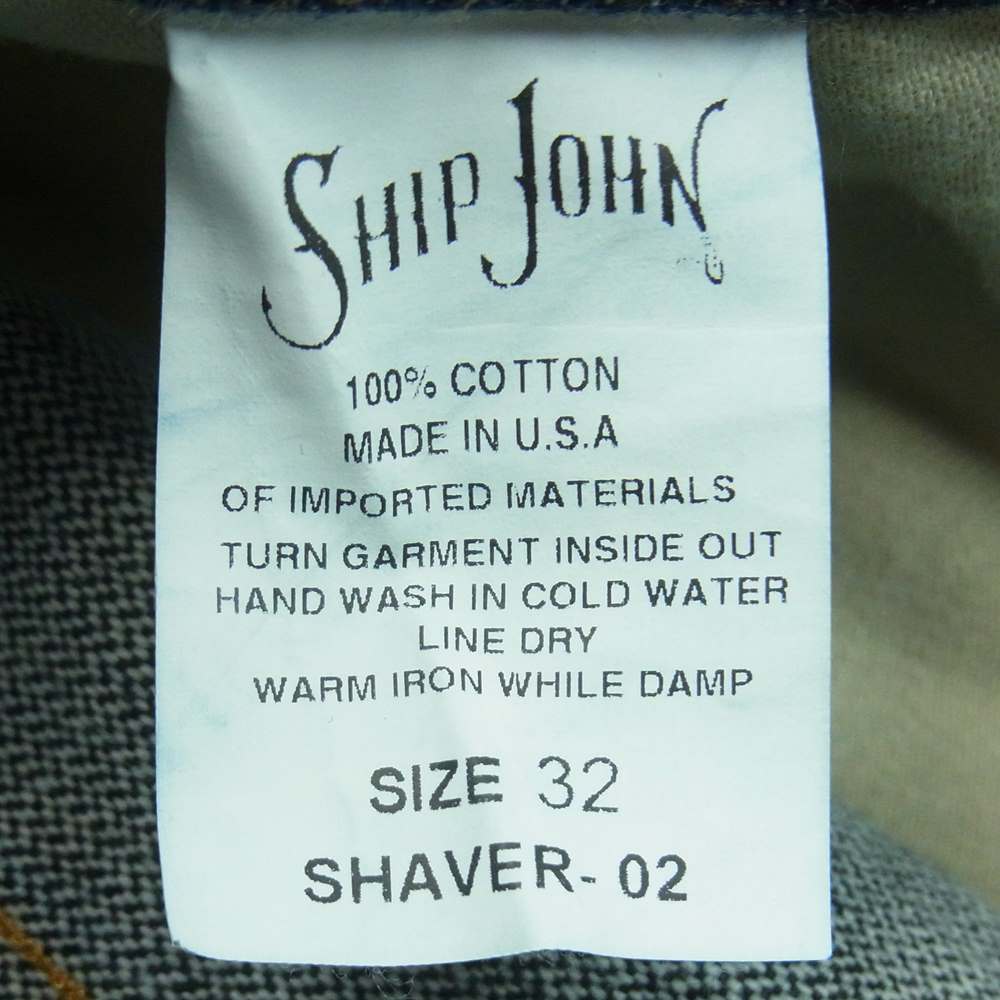 SHIP JOHN
100% COTTON
MADE IN U.S.A
OF IMPORTED MATERIALS
TURN GARMENT INSIDE OUT
HAND WASH IN COLD WATER
LINE DRY
WARM IRON WHILE DAMP
SIZE 32
SHAVER- 02